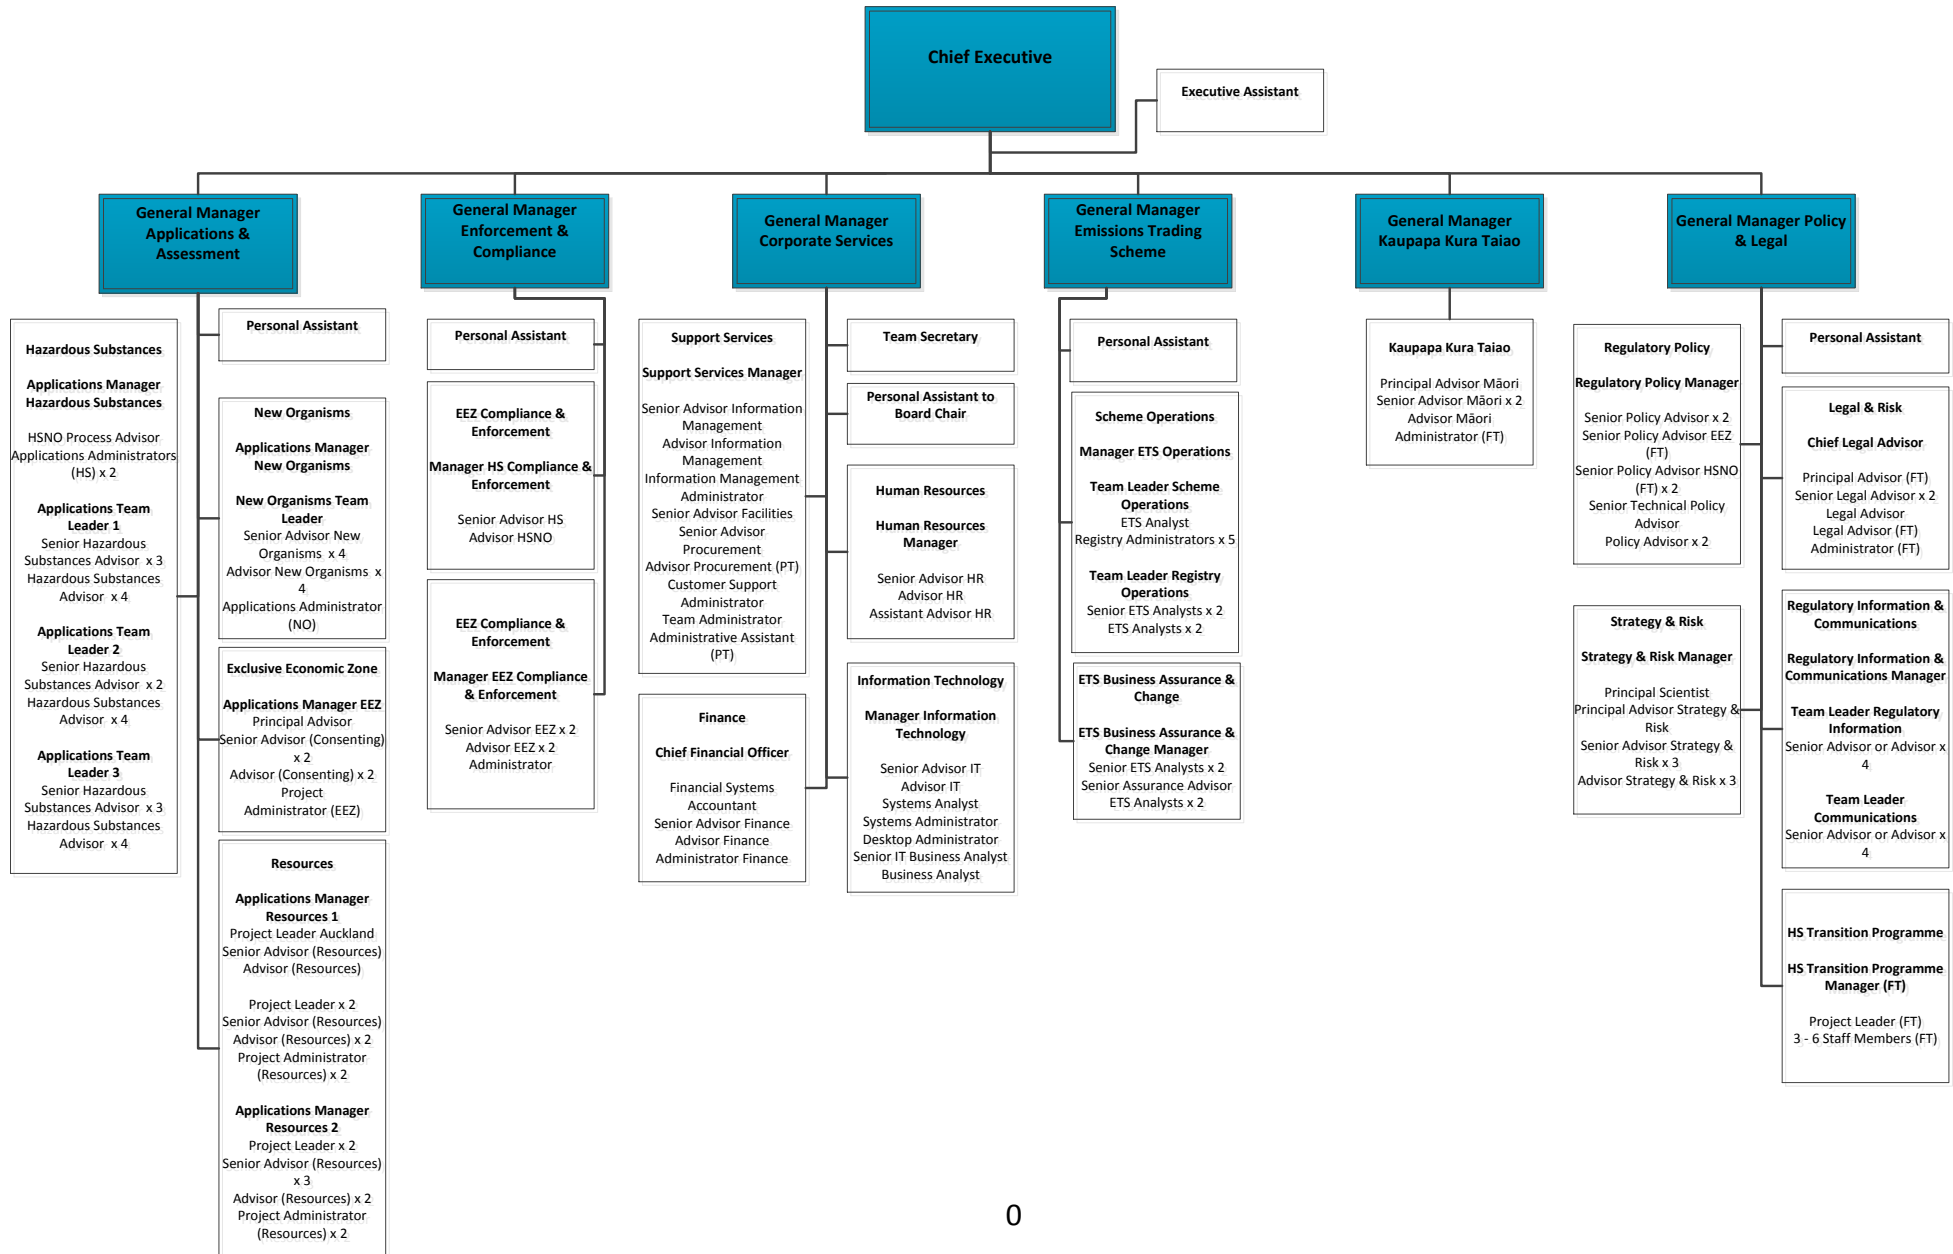 Chief Executive
Executive Assistant
General Manager
Applications &
Assessment
General Manager
Enforcement &
Compliance
General Manager
Corporate Services
General Manager
Emissions Trading
Scheme
General Manager
Kaupapa Kura Taiao
General Manager Policy
& Legal
Hazardous Substances
Applications Manager
Hazardous Substances
HSNO Process Advisor
Applications Administrators
(HS) x 2
Applications Team
Leader 1
Senior Hazardous
Substances Advisor x 3
Hazardous Substances
Advisor x 4
Applications Team
Leader 2
Senior Hazardous
Substances Advisor x 2
Hazardous Substances
Advisor x 4
Applications Team
Leader 3
Senior Hazardous
Substances Advisor x 3
Hazardous Substances
Advisor x 4
Personal Assistant
New Organisms
Applications Manager
New Organisms
New Organisms Team
Leader
Senior Advisor New
Organisms x 4
Advisor New Organisms x
4
Applications Administrator
(NO)
Exclusive Economic Zone
Applications Manager EEZ
Principal Advisor
Senior Advisor (Consenting)
x 2
Advisor (Consenting) x 2
Project
Administrator (EEZ)
Resources
Applications Manager
Resources 1
Project Leader Auckland
Senior Advisor (Resources)
Advisor (Resources)
Project Leader x 2
Senior Advisor (Resources)
Advisor (Resources) x 2
Project Administrator
(Resources) x 2
Applications Manager
Resources 2
Project Leader x 2
Senior Advisor (Resources)
x 3
Advisor (Resources) x 2
Project Administrator
(Resources) x 2
Personal Assistant
EEZ Compliance &
Enforcement
Manager HS Compliance &
Enforcement
Senior Advisor HS
Advisor HSNO
EEZ Compliance &
Enforcement
Manager EEZ Compliance
& Enforcement
Senior Advisor EEZ x 2
Advisor EEZ x 2
Administrator
Support Services
Support Services Manager
Senior Advisor Information
Management
Advisor Information
Management
Information Management
Administrator
Senior Advisor Facilities
Senior Advisor
Procurement
Advisor Procurement (PT)
Customer Support
Administrator
Team Administrator
Administrative Assistant
(PT)
Finance
Chief Financial Officer
Financial Systems
Accountant
Senior Advisor Finance
Advisor Finance
Administrator Finance
Team Secretary
Personal Assistant to
Board Chair
Human Resources
Human Resources
Manager
Senior Advisor HR
Advisor HR
Assistant Advisor HR
Information Technology
Manager Information
Technology
Senior Advisor IT
Advisor IT
Systems Analyst
Systems Administrator
Desktop Administrator
Senior IT Business Analyst
Business Analyst
Personal Assistant
Scheme Operations
Manager ETS Operations
Team Leader Scheme
Operations
ETS Analyst
Registry Administrators x 5
Team Leader Registry
Operations
Senior ETS Analysts x 2
ETS Analysts x 2
ETS Business Assurance &
Change
ETS Business Assurance &
Change Manager
Senior ETS Analysts x 2
Senior Assurance Advisor
ETS Analysts x 2
Kaupapa Kura Taiao
Principal Advisor Māori
Senior Advisor Māori x 2
Advisor Māori
Administrator (FT)
Regulatory Policy
Regulatory Policy Manager
Senior Policy Advisor x 2
Senior Policy Advisor EEZ
(FT)
Senior Policy Advisor HSNO
(FT) x 2
Senior Technical Policy
Advisor
Policy Advisor x 2
Strategy & Risk
Strategy & Risk Manager
Principal Scientist
Principal Advisor Strategy &
Risk
Senior Advisor Strategy &
Risk x 3
Advisor Strategy & Risk x 3
Personal Assistant
Legal & Risk
Chief Legal Advisor
Principal Advisor (FT)
Senior Legal Advisor x 2
Legal Advisor
Legal Advisor (FT)
Administrator (FT)
Regulatory Information &
Communications
Regulatory Information &
Communications Manager
Team Leader Regulatory
Information
Senior Advisor or Advisor x
4
Team Leader
Communications
Senior Advisor or Advisor x
4
HS Transition Programme
HS Transition Programme
Manager (FT)
Project Leader (FT)
3 - 6 Staff Members (FT)
0